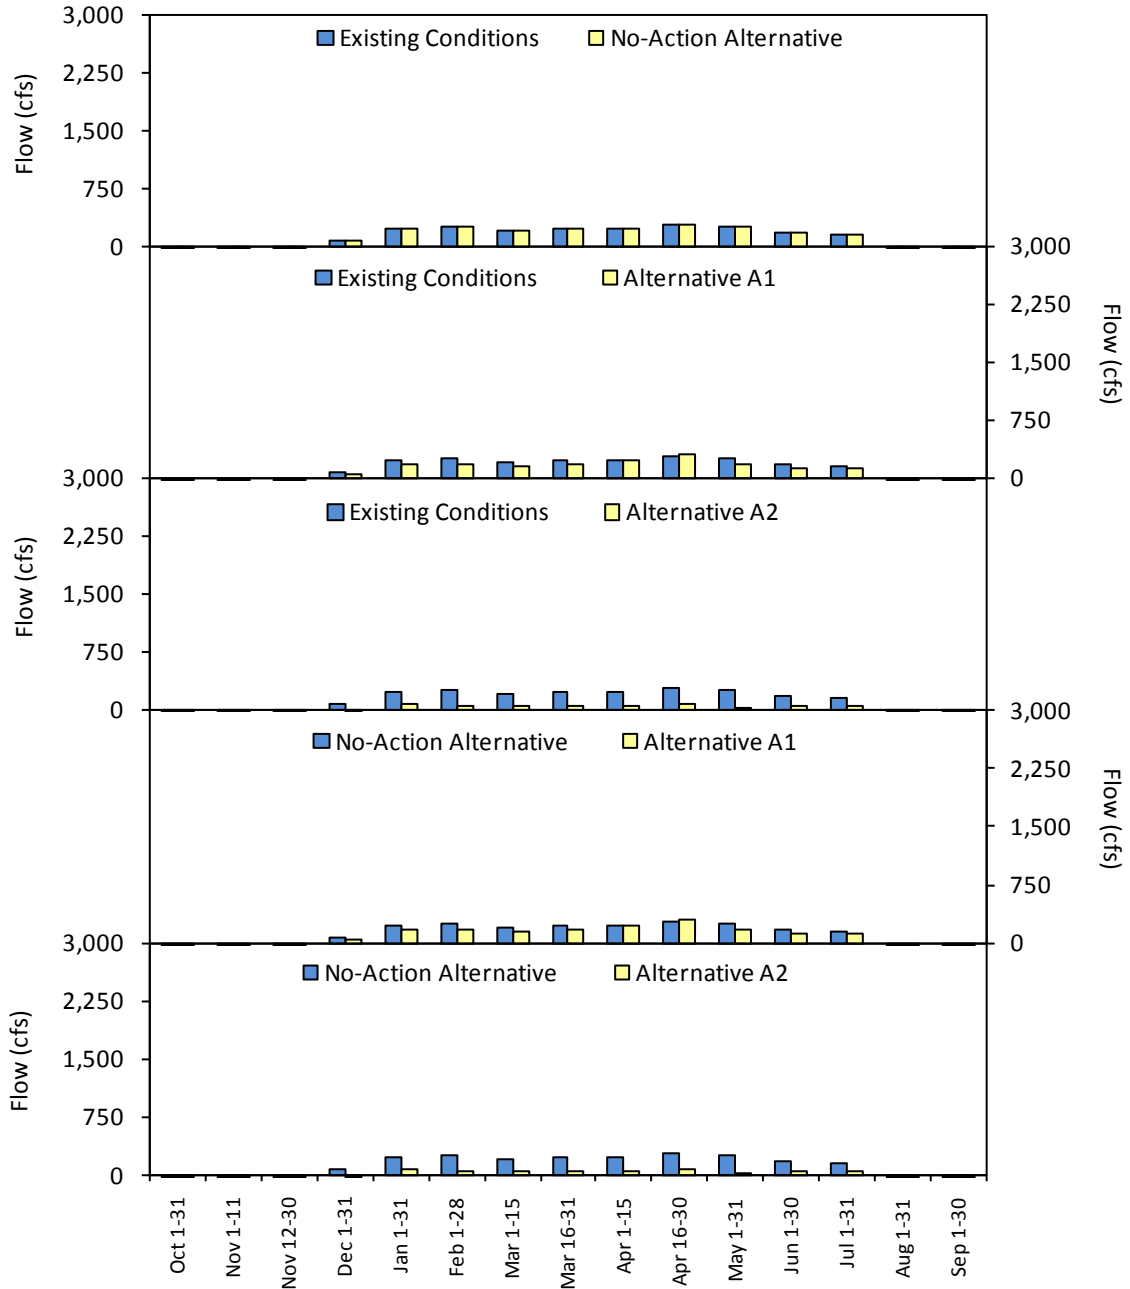 3,000
Existing Conditions No-Action Alternative
2,250
1,500
750
0
Flow (cfs)
3,000
Existing Conditions Alternative A1
2,250
1,500
750
0
Flow (cfs)
3,000
Existing Conditions Alternative A2
2,250
1,500
750
0
Flow (cfs)
3,000
No-Action Alternative Alternative A1
2,250
1,500
750
0
Flow (cfs)
3,000
No-Action Alternative Alternative A2
2,250
1,500
750
0
Flow (cfs)
Oct 1-31
Nov 1-11
Nov 12-30
Dec 1-31
Jan 1-31
Feb 1-28
Mar 1-15
Mar 16-31
Apr 1-15
Apr 16-30
May 1-31
Jun 1-30
Jul 1-31
Aug 1-31
Sep 1-30